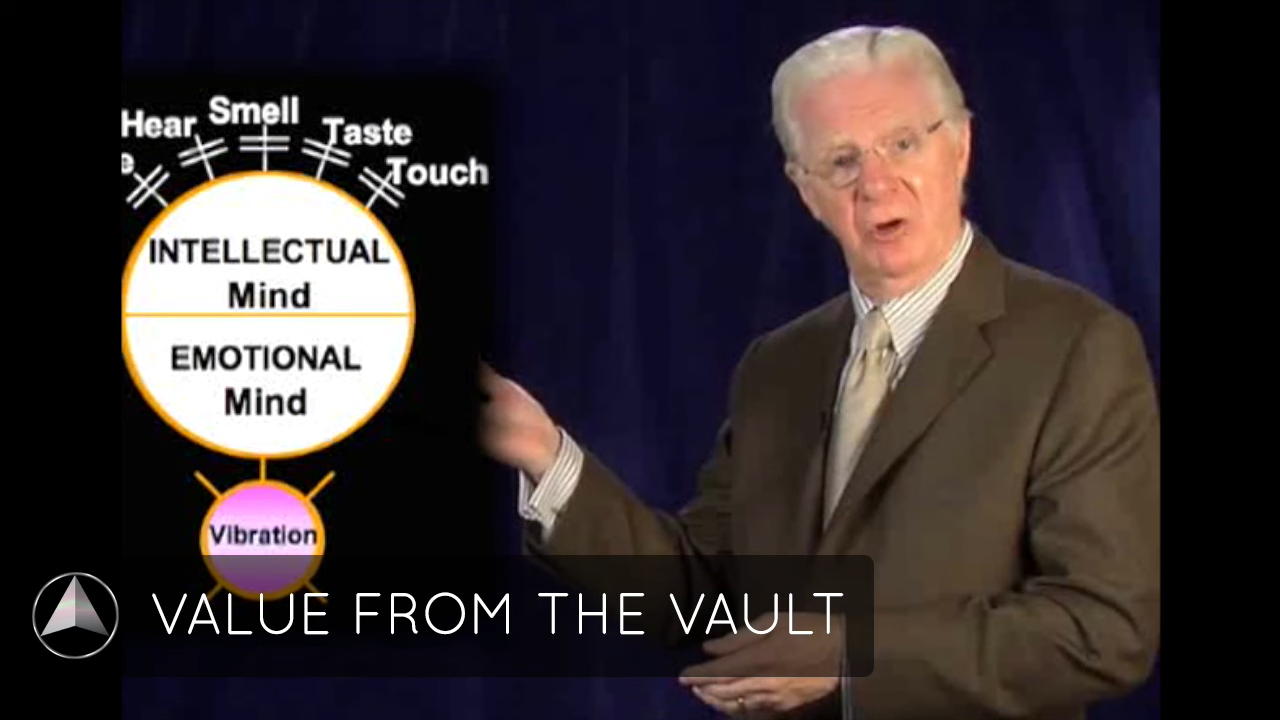 Hear Smell Taste
e Touch
INTELLECTUAL
Mind
EMOTIONAL
Mind
Vibration
VALUE FROM THE VAULT